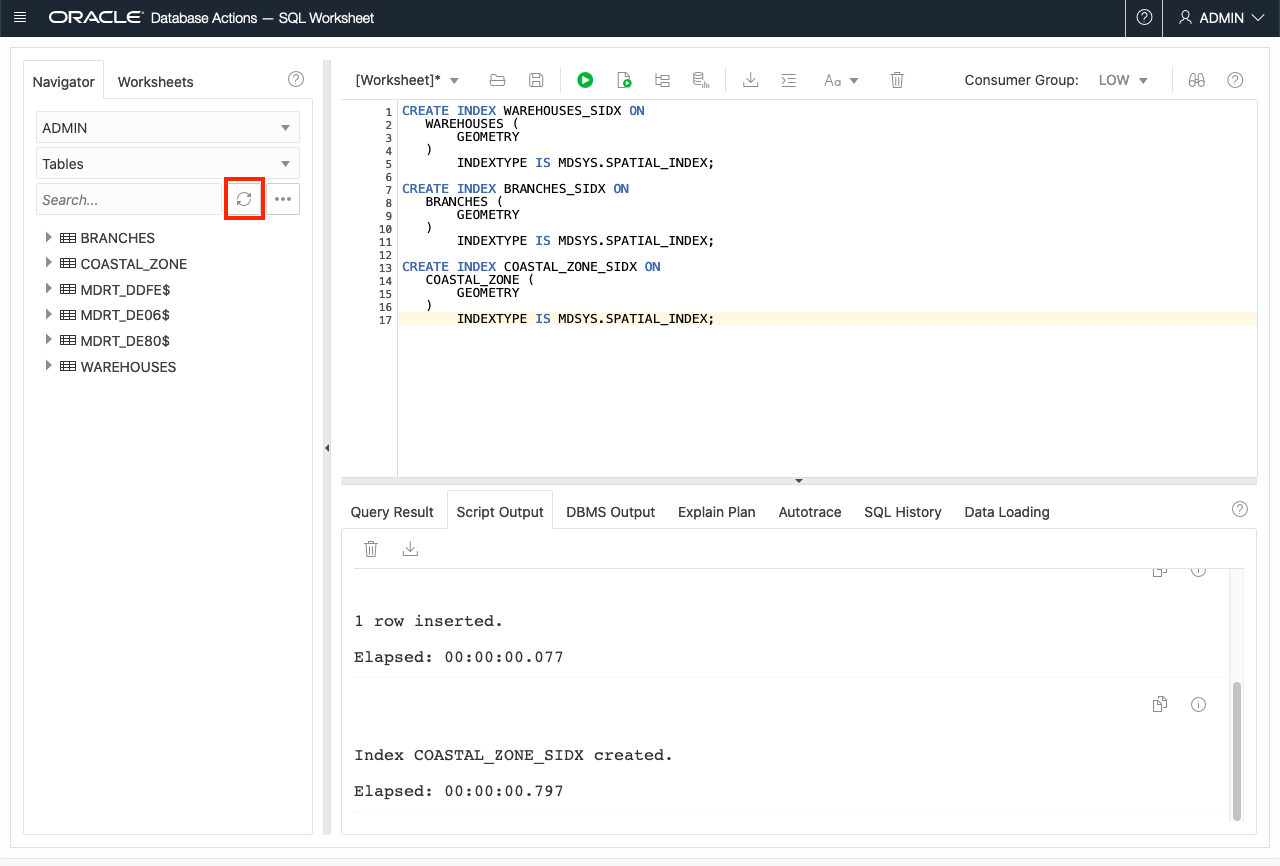 ORACLE Database Actions — SQL Worksheet
ADMIN
Navigator
Worksheets
ADMIN
Tables
Search...
BRANCHES
COASTAL_ZONE
MDRT_DDFE$
MDRT_DE06$
MDRT_DE80$
WAREHOUSES
[Worksheet]*
Aa
Consumer Group: LOW
1 CREATE INDEX WAREHOUSES_SIDX ON
2 WAREHOUSES (
3 GEOMETRY
4 )
5 INDEXTYPE IS MDSYS.SPATIAL_INDEX;
6
7 CREATE INDEX BRANCHES_SIDX ON
8 BRANCHES (
9 GEOMETRY
10 )
11 INDEXTYPE IS MDSYS.SPATIAL_INDEX;
12
13 CREATE INDEX COASTAL_ZONE_SIDX ON
14 COASTAL_ZONE (
15 GEOMETRY
16 )
17 INDEXTYPE IS MDSYS.SPATIAL_INDEX;
Query Result Script Output DBMS Output Explain Plan Autotrace SQL History Data Loading
1 row inserted.
Elapsed: 00:00:00.077
Index COASTAL_ZONE_SIDX created.
Elapsed: 00:00:00.797